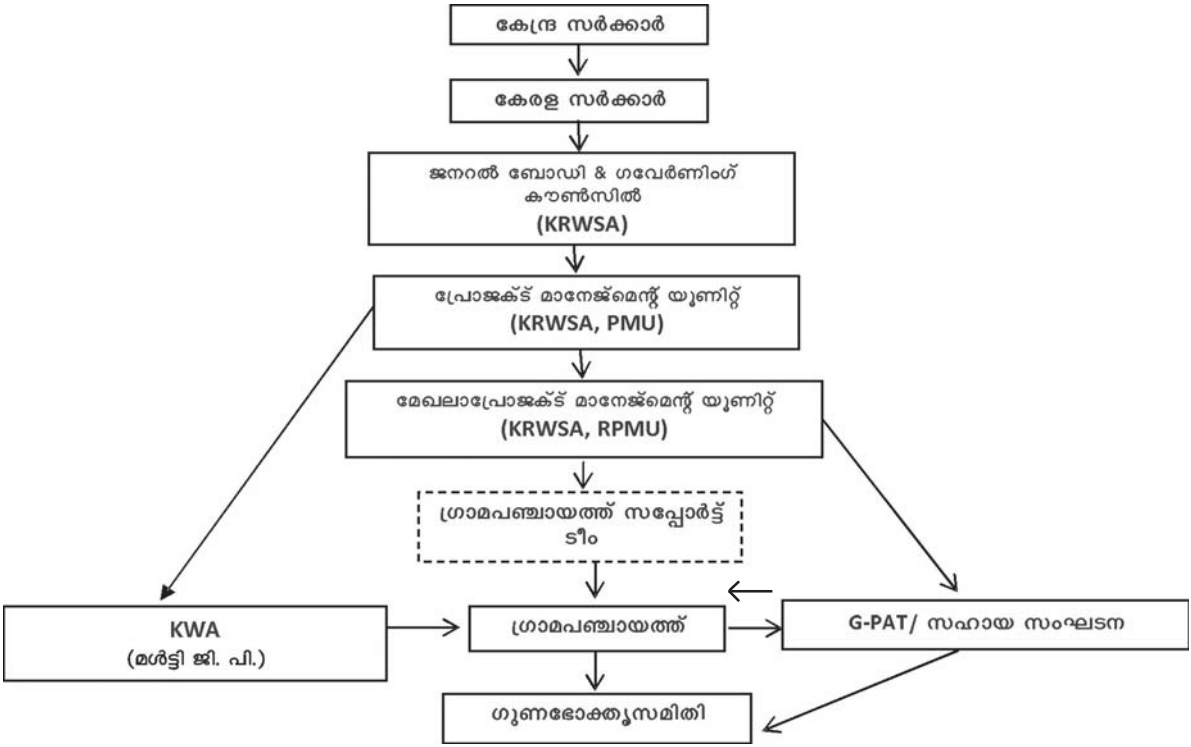 കേന്ദ്ര സർക്കാർ
കേരള സർക്കാർ
ജനറൽ ബോഡി & ഗവേർണിംഗ്
കൗൺസിൽ
(KRWSA)
പ്രോജക്ട് മാനേജ്മെന്റ് യൂണിറ്റ്
(KRWSA, PMU)
മേഖലാപ്രോജക്ട് മാനേജ്മെന്റ് യൂണിറ്റ്
(KRWSA, RPMU)
ഗ്രാമപഞ്ചായത്ത് സപ്പോർട്ട്
ടീം
KWA
(മൾട്ടി ജി. പി.)
ഗ്രാമപഞ്ചായത്ത്
G-PAT/ സഹായ സംഘടന
ഗുണഭോക്തൃസമിതി